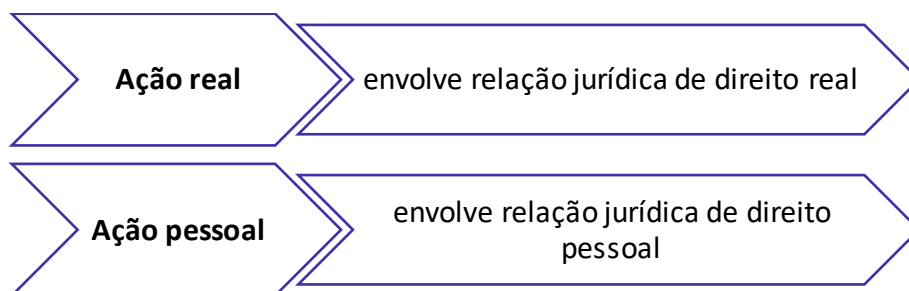 Ação real
envolve relação jurídica de direito real
Ação pessoal
envolve relação jurídica de direito
pessoal